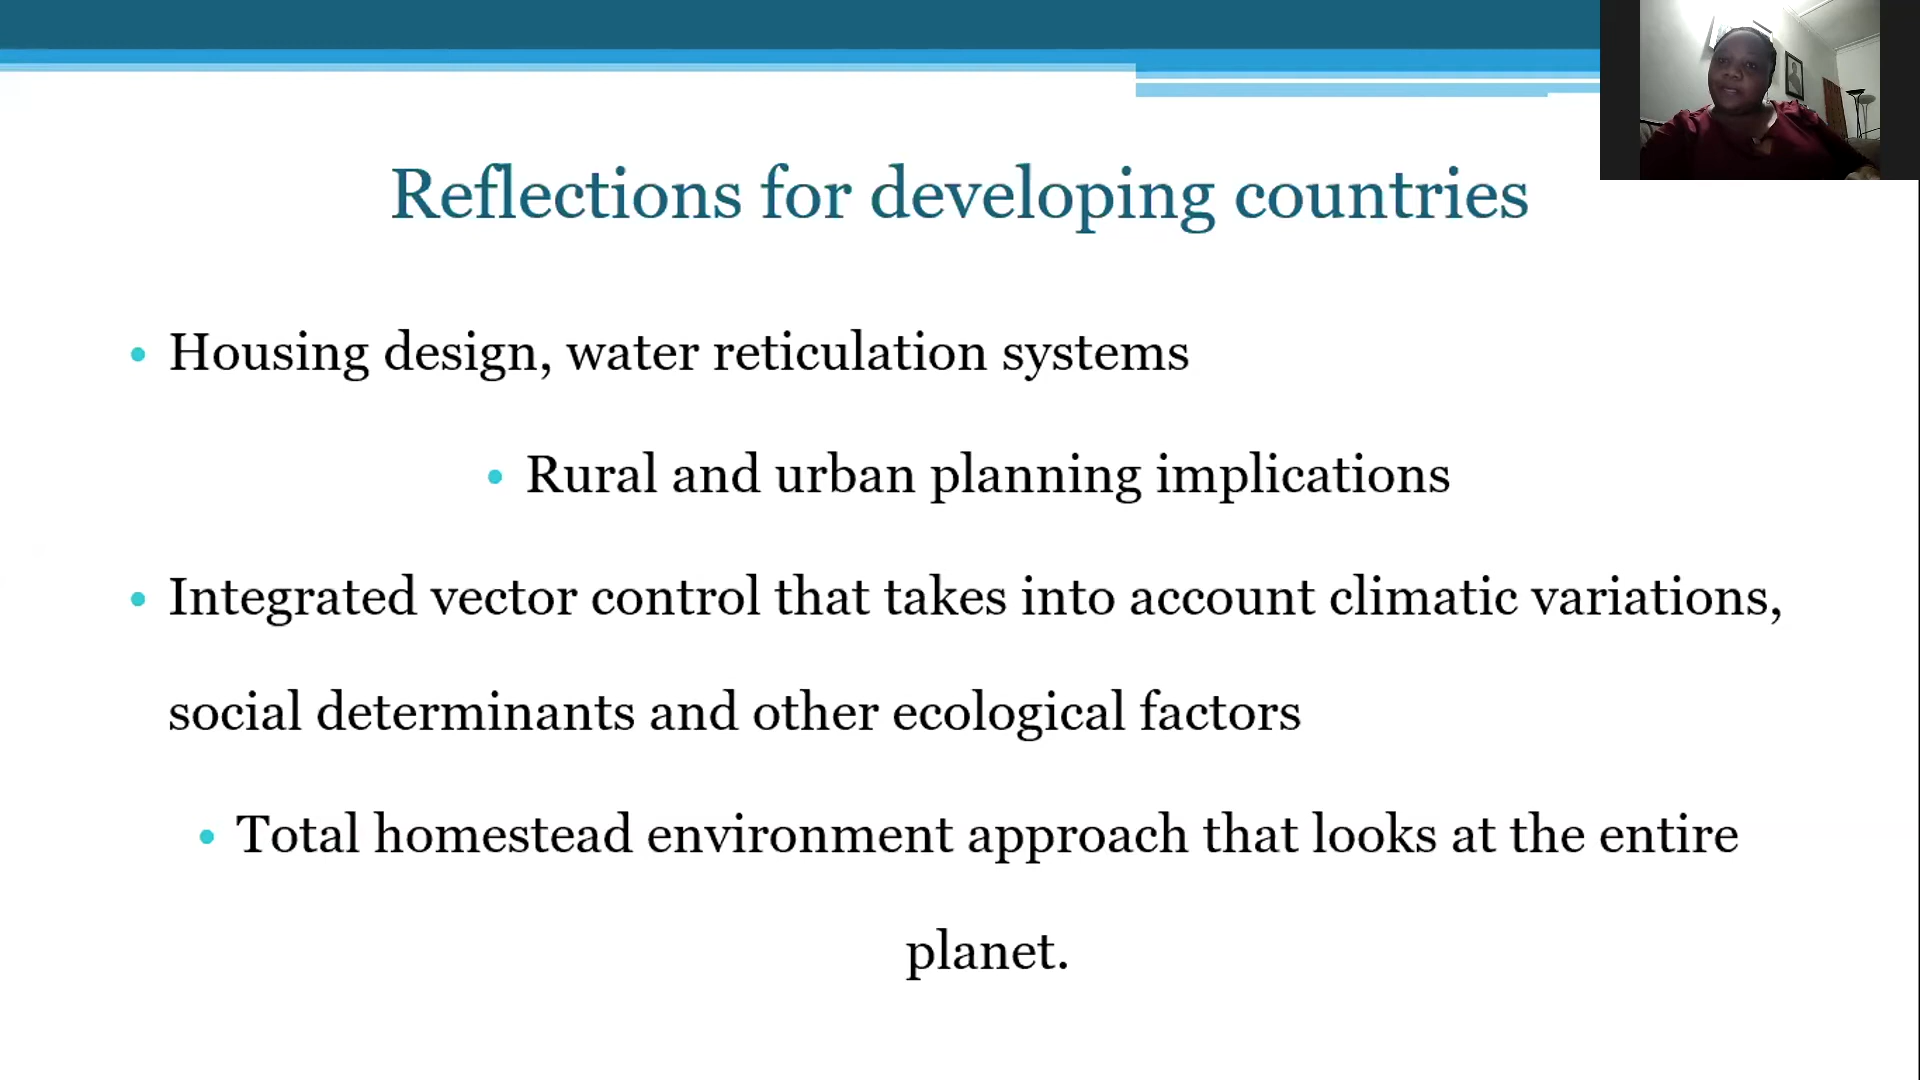 Reflections for developing countries
• Housing design, water reticulation systems
• Rural and urban planning implications
• Integrated vector control that takes into account climatic variations,
social determinants and other ecological factors
• Total homestead environment approach that looks at the entire
planet.